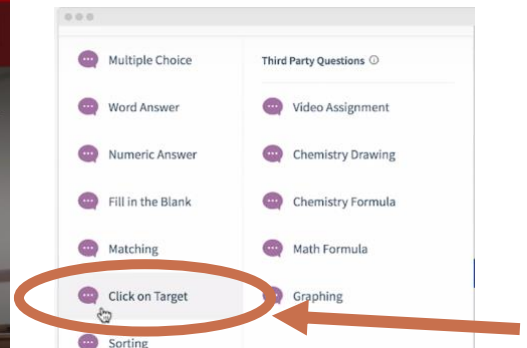 Multiple Choice
Word Answer
Numeric Answer
Fill in the Blank
Matching
Click on Target
Sorting
Third Party Questions
Video Assignment
Chemistry Drawing
Chemistry Formula
Math Formula
Graphing